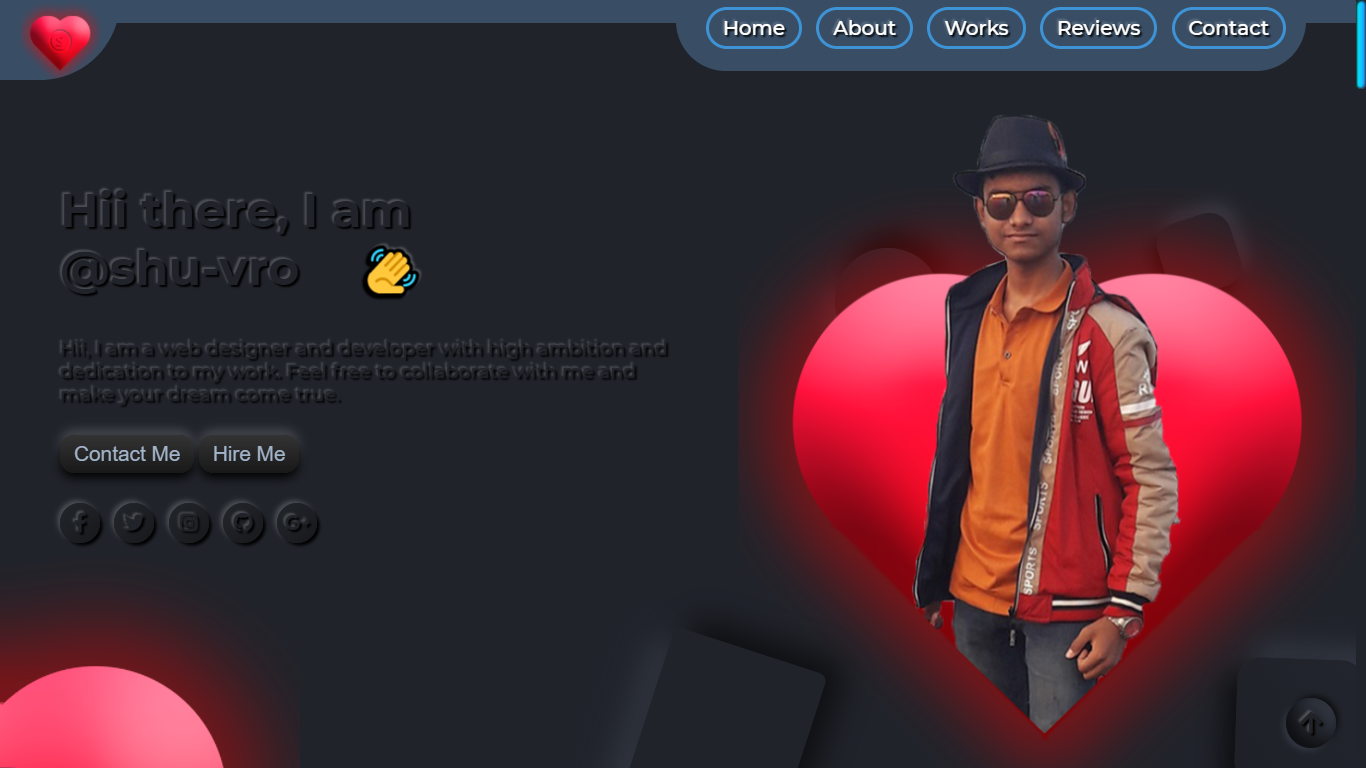 Home About Works Reviews Contact
Hii there, I am
@shu-vro
Hii, I am a web designer and developer with high ambition and
dedication to my work. Feel free to collaborate with me and
make your dream come true.
Contact Me Hire Me
SPORTS
SPORTS